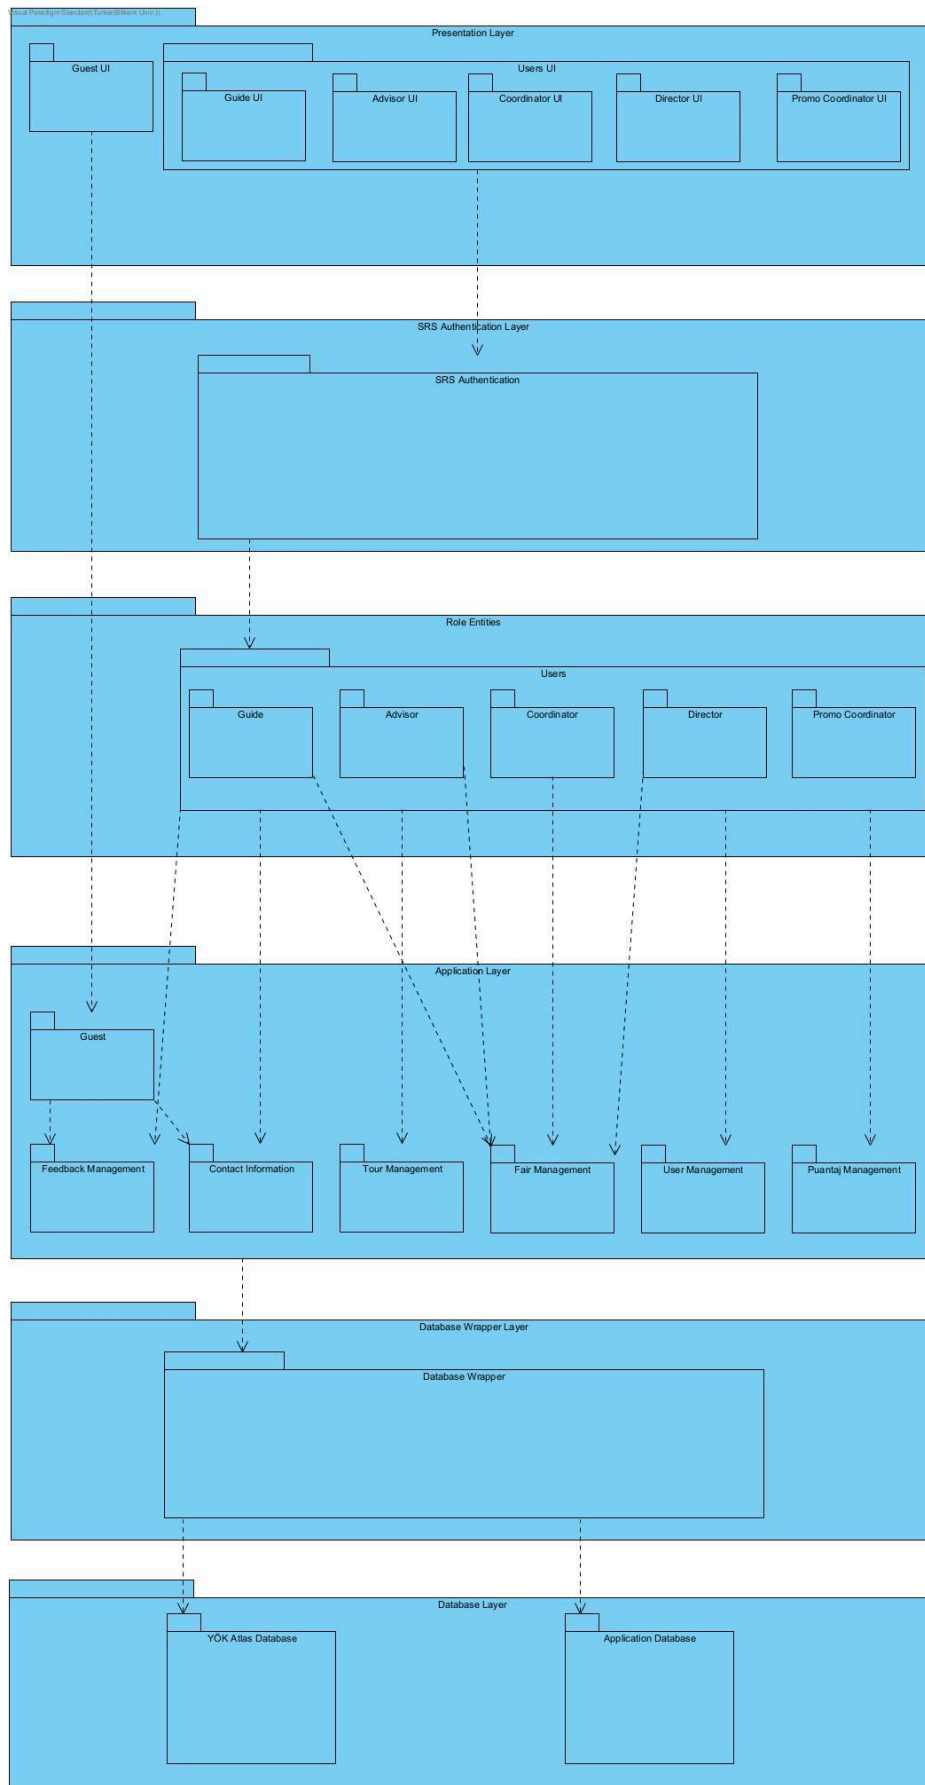 Visual Paradigm Standard(Turker(Bilkent Univ.))
Presentation Layer
Guest UI
Users UI
Guide UI
Advisor UI
Coordinator UI
Director UI
Promo Coordinator UI
SRS Authentication Layer
SRS Authentication
Role Entities
Users
Guide
Advisor
Coordinator
Director
Promo Coordinator
Application Layer
Guest
Feedback Management
Contact Information
Tour Management
Fair Management
User Management
Puantaj Management
Database Wrapper Layer
Database Wrapper
Database Layer
YÖK Atlas Database
Application Database